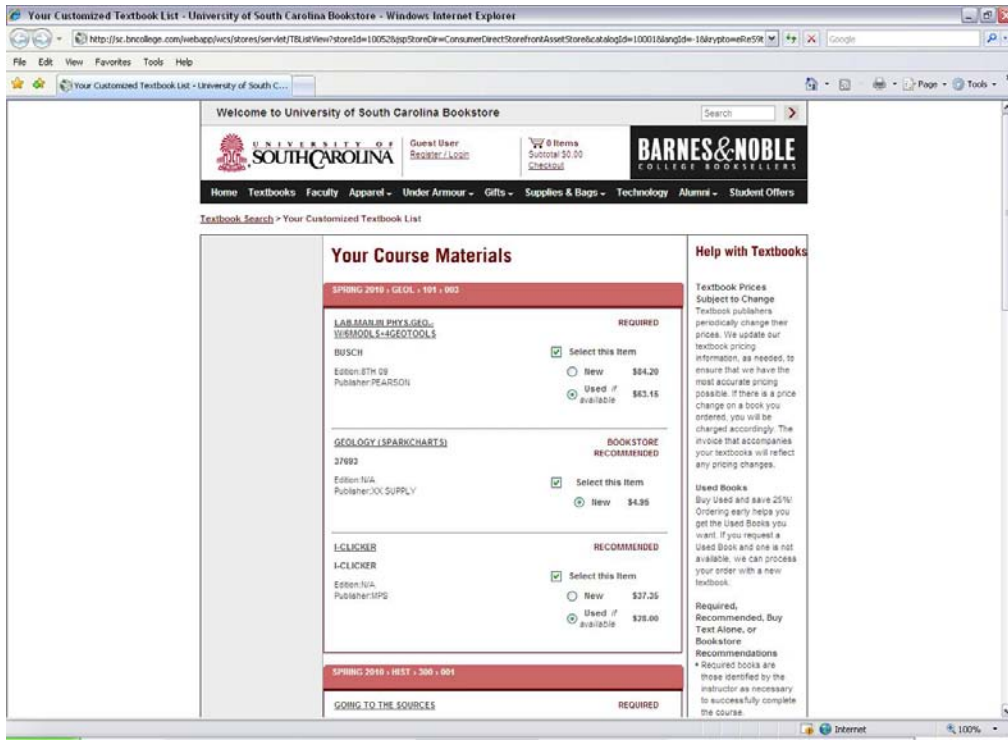 Your Customized Textbook List - University of South Carolina Bookstore - Windows Internet Explorer
Google
File Edit View Favorites Tools Help
Your Customized Textbook List - University of South C...
Page Tools
Welcome to University of South Carolina Bookstore
Search
UNIVERSITY OF
SOUTH CAROLINA
Guest User
Register / Login
0 Items
Subtotal $0.00
Checkout
BARNES & NOBLE
COLLEGE BOOKSELLERS
Home Textbooks Faculty Apparel Under Armour Gifts Supplies & Bags Technology Alumni Student Offers
Textbook Search > Your Customized Textbook List
Your Course Materials
SPRING 2010 › GEOL › 101 › 003
LAB.MAN.IN PHYS.GEO.-
W/6MODLS+4GEOTOOLS
REQUIRED
BUSCH
Edition:8TH 09
Publisher:PEARSON
Select this Item
New $84.20
Used if available $63.15
GEOLOGY (SPARKCHARTS)
BOOKSTORE
RECOMMENDED
37693
Edition:N/A
Publisher:XX SUPPLY
Select this Item
New $4.95
I-CLICKER
RECOMMENDED
I-CLICKER
Edition:N/A
Publisher:MPS
Select this Item
New $37.35
Used if available $28.00
SPRING 2010 › HIST › 300 › 001
GOING TO THE SOURCES
REQUIRED
Help with Textbooks
Textbook Prices
Subject to Change
Textbook publishers
periodically change their
prices. We update our
textbook pricing
information, as needed, to
ensure that we have the
most accurate pricing
possible. If there is a price
change on a book you
ordered, you will be
charged accordingly. The
invoice that accompanies
your textbooks will reflect
any pricing changes.
Used Books
Buy Used and save 25%!
Ordering early helps you
get the Used Books you
want. If you request a
Used Book and one is not
available, we can process
your order with a new
textbook.
Required,
Recommended, Buy
Text Alone, or
Bookstore
Recommendations
• Required books are
those identified by the
instructor as necessary
to successfully complete
the course.
Internet
100%